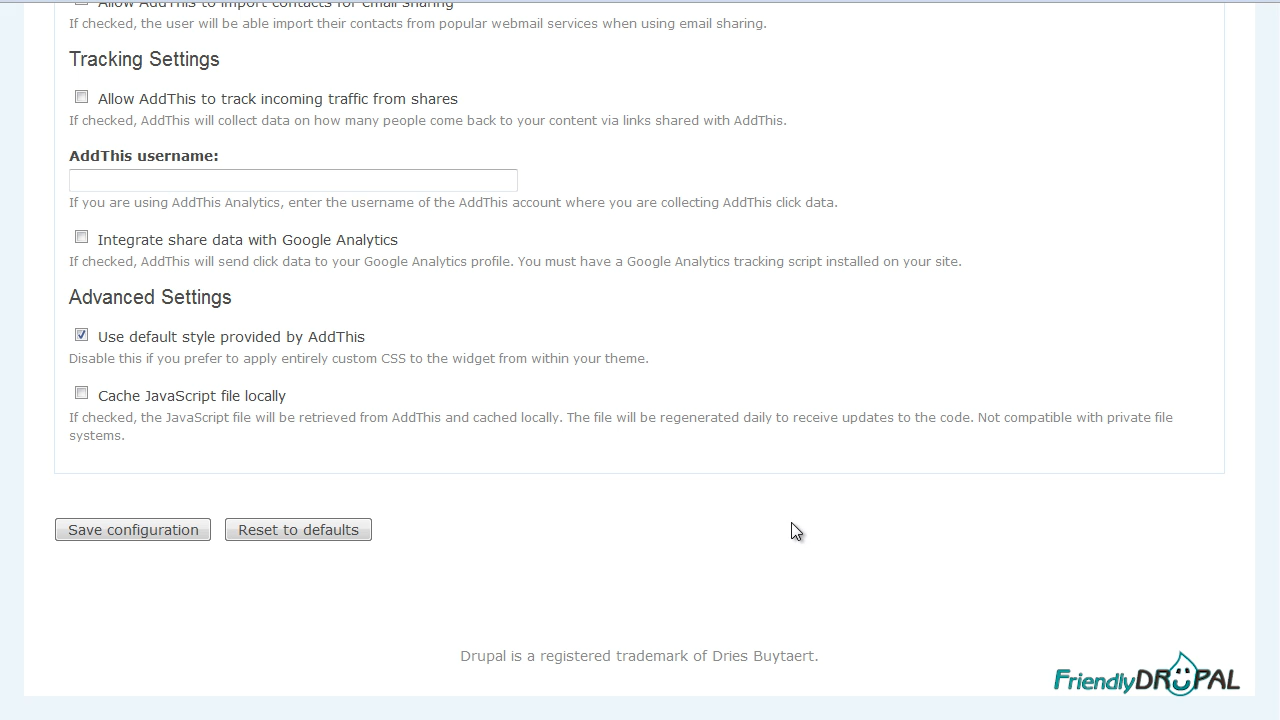 Allow AddThis to import contacts for Email sharing
If checked, the user will be able import their contacts from popular webmail services when using email sharing.
Tracking Settings
Allow AddThis to track incoming traffic from shares
If checked, AddThis will collect data on how many people come back to your content via links shared with AddThis.
AddThis username:
If you are using AddThis Analytics, enter the username of the AddThis account where you are collecting AddThis click data.
Integrate share data with Google Analytics
If checked, AddThis will send click data to your Google Analytics profile. You must have a Google Analytics tracking script installed on your site.
Advanced Settings
Use default style provided by AddThis
Disable this if you prefer to apply entirely custom CSS to the widget from within your theme.
Cache JavaScript file locally
If checked, the JavaScript file will be retrieved from AddThis and cached locally. The file will be regenerated daily to receive updates to the code. Not compatible with private file
systems.
Save configuration Reset to defaults
Drupal is a registered trademark of Dries Buytaert.
FriendlyDRUPAL